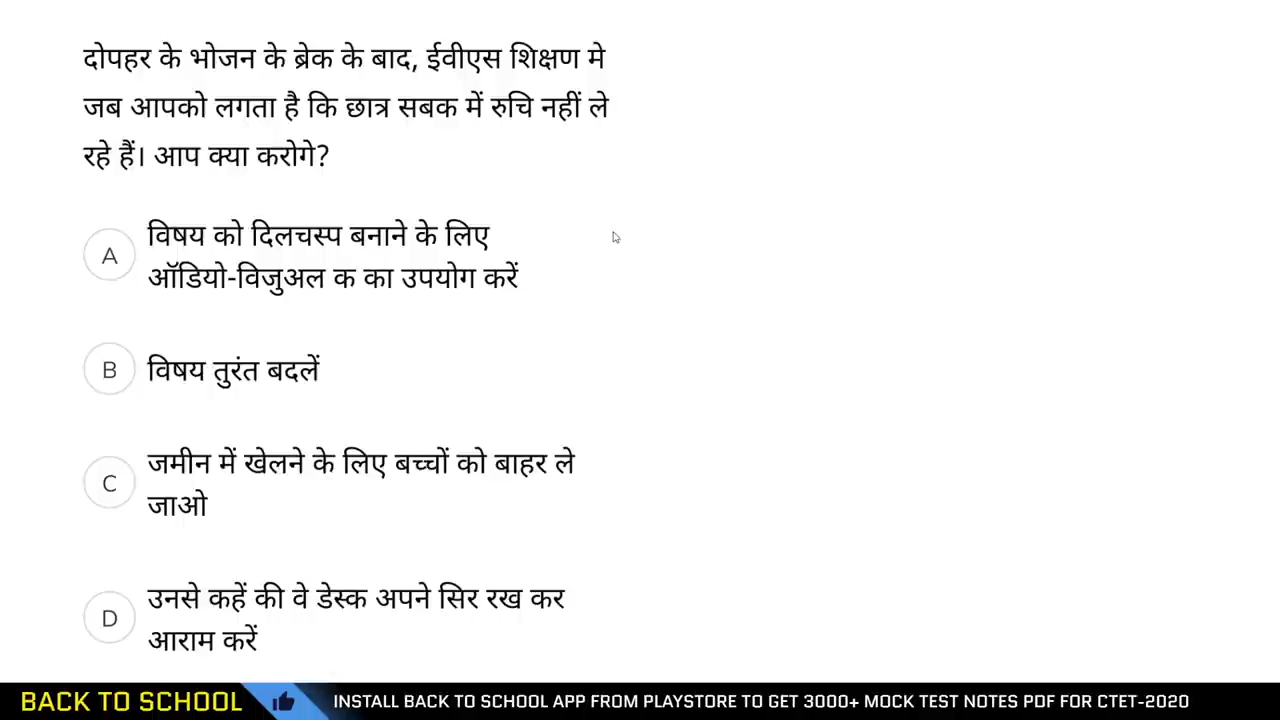 दोपहर के भोजन के ब्रेक के बाद, ईवीएस शिक्षण मे
जब आपको लगता है कि छात्र सबक में रुचि नहीं ले
रहे हैं। आप क्या करोगे?
A
विषय को दिलचस्प बनाने के लिए
ऑडियो-विजुअल क का उपयोग करें
B
विषय तुरंत बदलें
C
जमीन में खेलने के लिए बच्चों को बाहर ले
जाओ
D
उनसे कहें की वे डेस्क अपने सिर रख कर
आराम करें
BACK TO SCHOOL
INSTALL BACK TO SCHOOL APP FROM PLAYSTORE TO GET 3000+ MOCK TEST NOTES PDF FOR CTET-2020